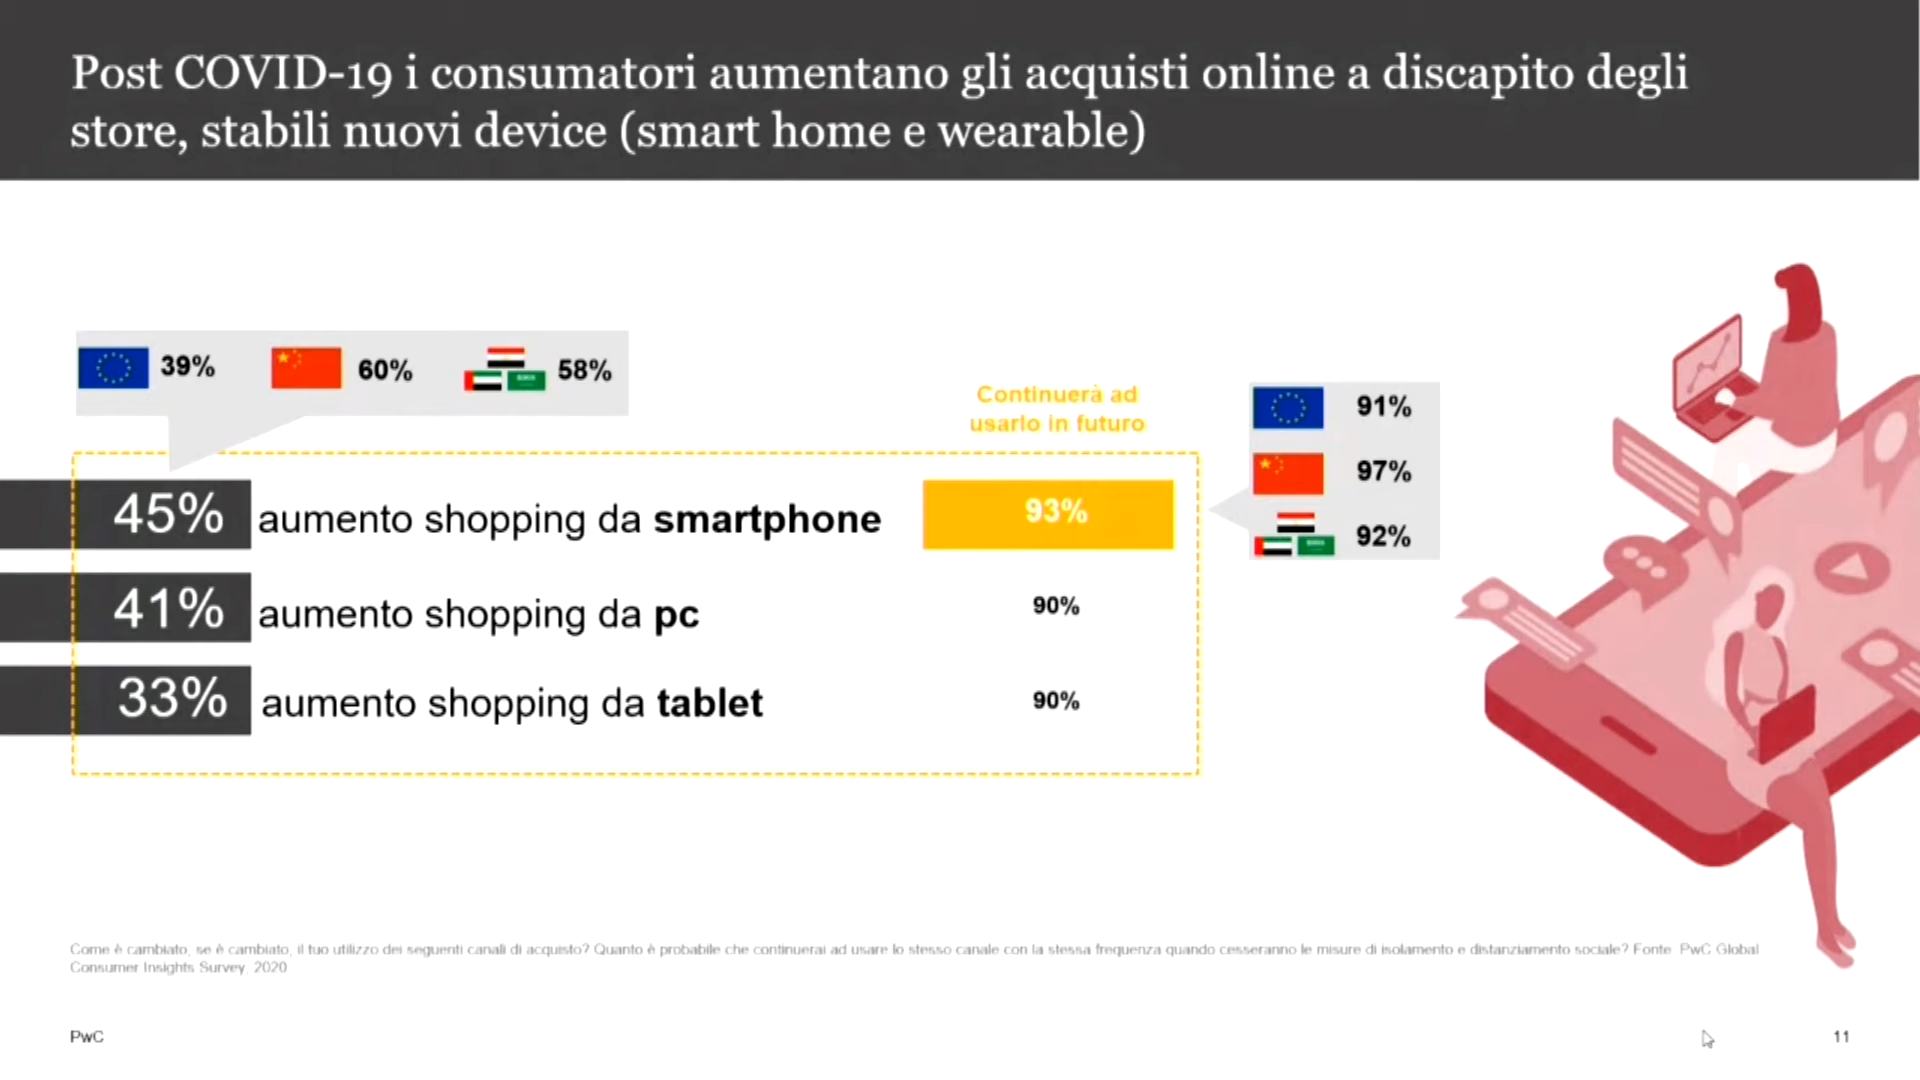 Post COVID-19 i consumatori aumentano gli acquisti online a discapito degli
store, stabili nuovi device (smart home e wearable)
39% 60% 58%
Continuerà ad
usarlo in futuro
91%
97%
92%
45% aumento shopping da smartphone 93%
41% aumento shopping da pc 90%
33% aumento shopping da tablet 90%
Come è cambiato, se è cambiato, il tuo utilizzo dei seguenti canali di acquisto? Quanto è probabile che continuerai ad usare lo stesso canale con la stessa frequenza quando cesseranno le misure di isolamento e distanziamento sociale? Fonte: PwC Global
Consumer Insights Survey, 2020
PwC 11